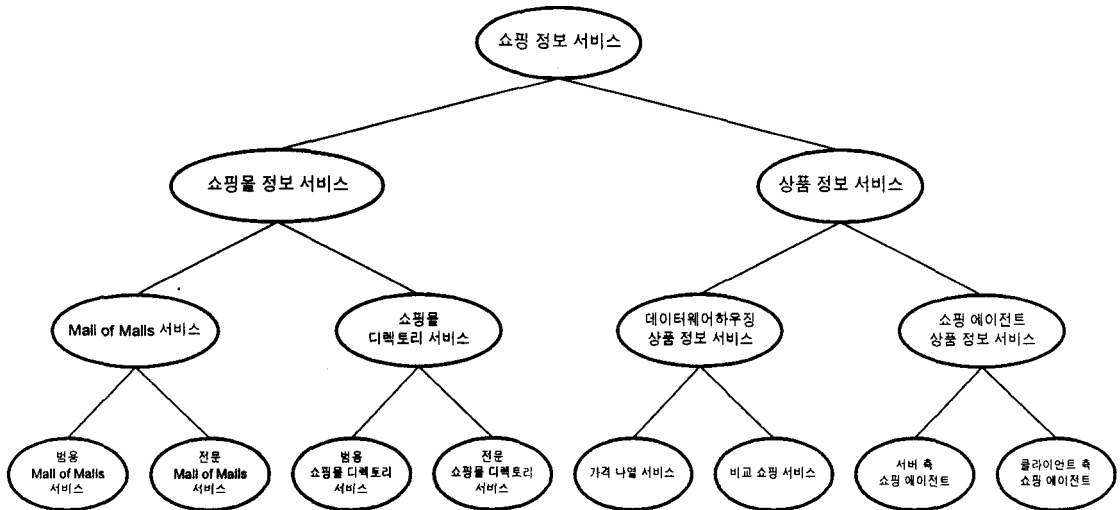 쇼핑 정보 서비스
쇼핑몰 정보 서비스
상품 정보 서비스
Mall of Malls 서비스
쇼핑몰
디렉토리 서비스
데이터웨어하우징
상품 정보 서비스
쇼핑 에이전트
상품 정보 서비스
범용
Mall of Malls
서비스
전문
Mall of Malls
서비스
범용
쇼핑몰 디렉토리
서비스
전문
쇼핑몰 디렉토리
서비스
가격 나열 서비스
비교 쇼핑 서비스
서버 측
쇼핑 에이전트
클라이언트 측
쇼핑 에이전트